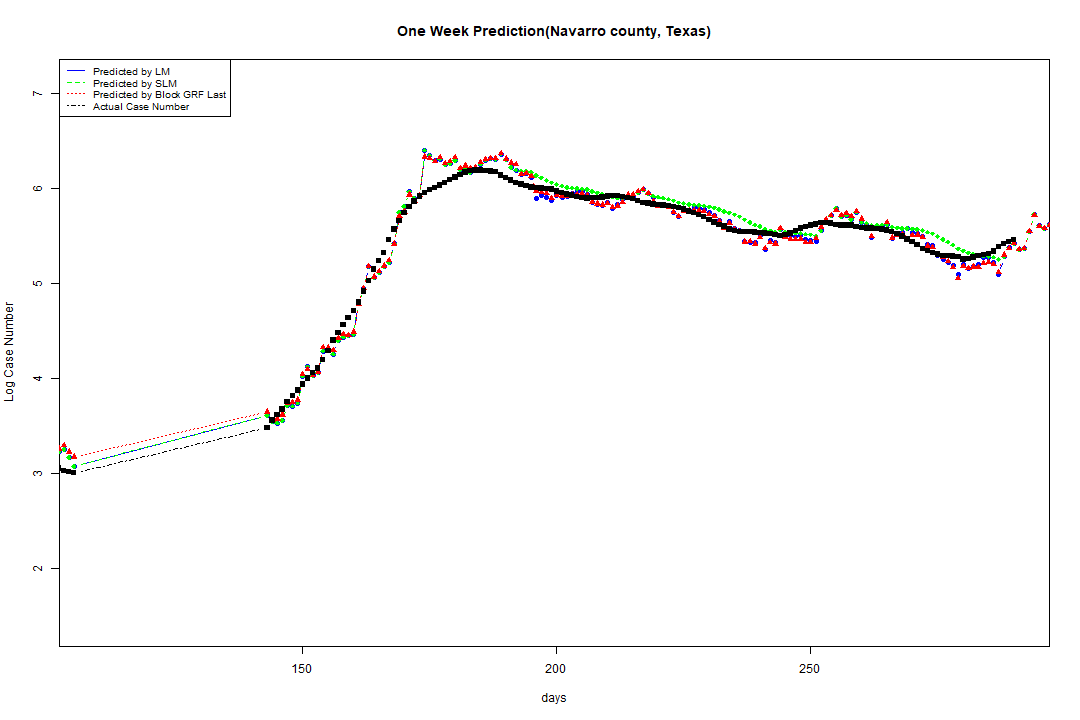 One Week Prediction(Navarro county, Texas)
Predicted by LM
Predicted by SLM
Predicted by Block GRF Last
Actual Case Number
7
6
5
4
3
2
Log Case Number
150
200
250
days